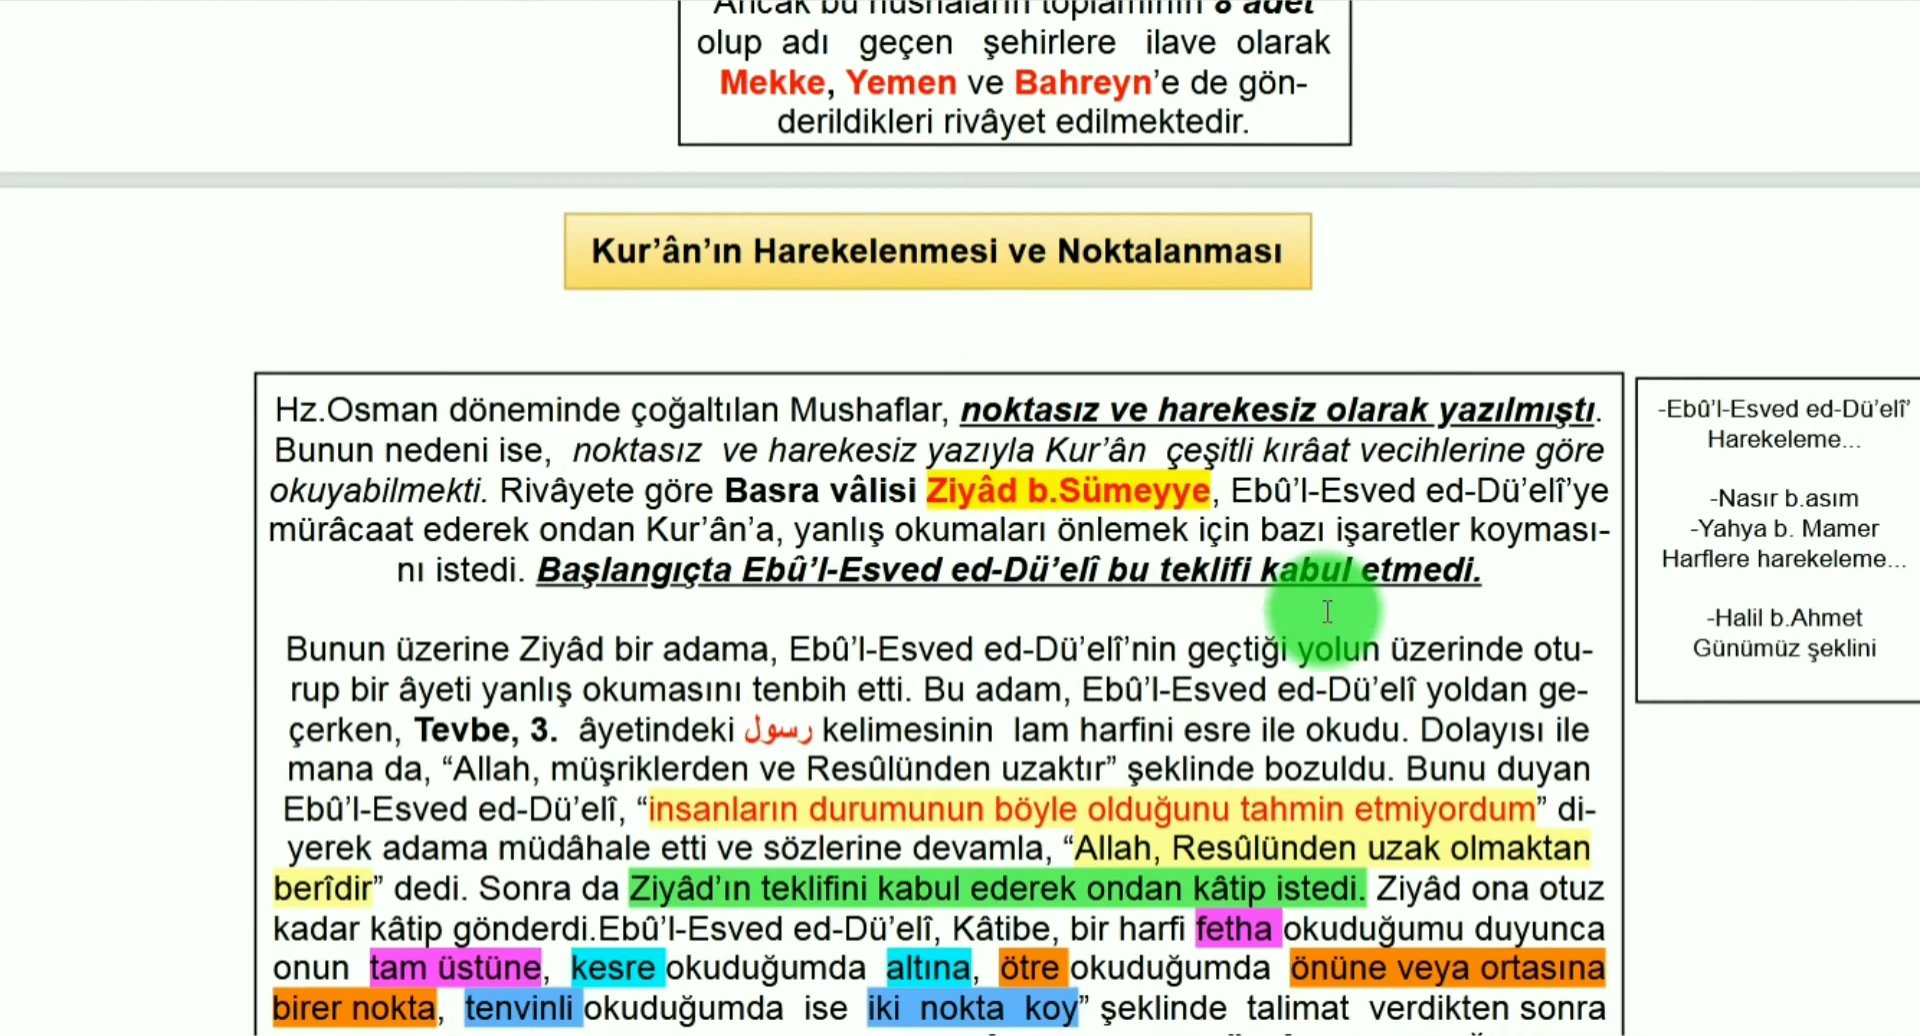 Ancak bu nüshaların toplamının 8 adet
olup adı geçen şehirlere ilave olarak
Mekke, Yemen ve Bahreyn’e de gön-
derildikleri rivâyet edilmektedir.
Kur’ân’ın Harekelenmesi ve Noktalanması
Hz.Osman döneminde çoğaltılan Mushaflar, noktasız ve harekesiz olarak yazılmıştı.
Bunun nedeni ise, noktasız ve harekesiz yazıyla Kur’ân çeşitli kırâat vecihlerine göre
okuyabilmekti. Rivâyete göre Basra vâlisi Ziyâd b.Sümeyye, Ebû’l-Esved ed-Dü’elî’ye
mürâcaat ederek ondan Kur’ân’a, yanlış okumaları önlemek için bazı işaretler koyması-
nı istedi. Başlangıçta Ebû’l-Esved ed-Dü’elî bu teklifi kabul etmedi.
Bunun üzerine Ziyâd bir adama, Ebû’l-Esved ed-Dü’elî’nin geçtiği yolun üzerinde otu-
rup bir âyeti yanlış okumasını tenbih etti. Bu adam, Ebû’l-Esved ed-Dü’elî yoldan ge-
çerken, Tevbe, 3. âyetindeki رسول kelimesinin lam harfini esre ile okudu. Dolayısı ile
mana da, “Allah, müşriklerden ve Resûlünden uzaktır” şeklinde bozuldu. Bunu duyan
Ebû’l-Esved ed-Dü’elî, “insanların durumunun böyle olduğunu tahmin etmiyordum” di-
yerek adama müdâhale etti ve sözlerine devamla, “Allah, Resûlünden uzak olmaktan
berîdir” dedi. Sonra da Ziyâd’ın teklifini kabul ederek ondan kâtip istedi. Ziyâd ona otuz
kadar kâtip gönderdi.Ebû’l-Esved ed-Dü’elî, Kâtibe, bir harfi fetha okuduğumu duyunca
onun tam üstüne, kesre okuduğumda altına, ötre okuduğumda önüne veya ortasına
birer nokta, tenvinli okuduğumda ise iki nokta koy” şeklinde talimat verdikten sonra
-Ebû’l-Esved ed-Dü’elî’
Harekeleme...
-Nasır b.asım
-Yahya b. Mamer
Harflere harekeleme...
-Halil b.Ahmet
Günümüz şeklini